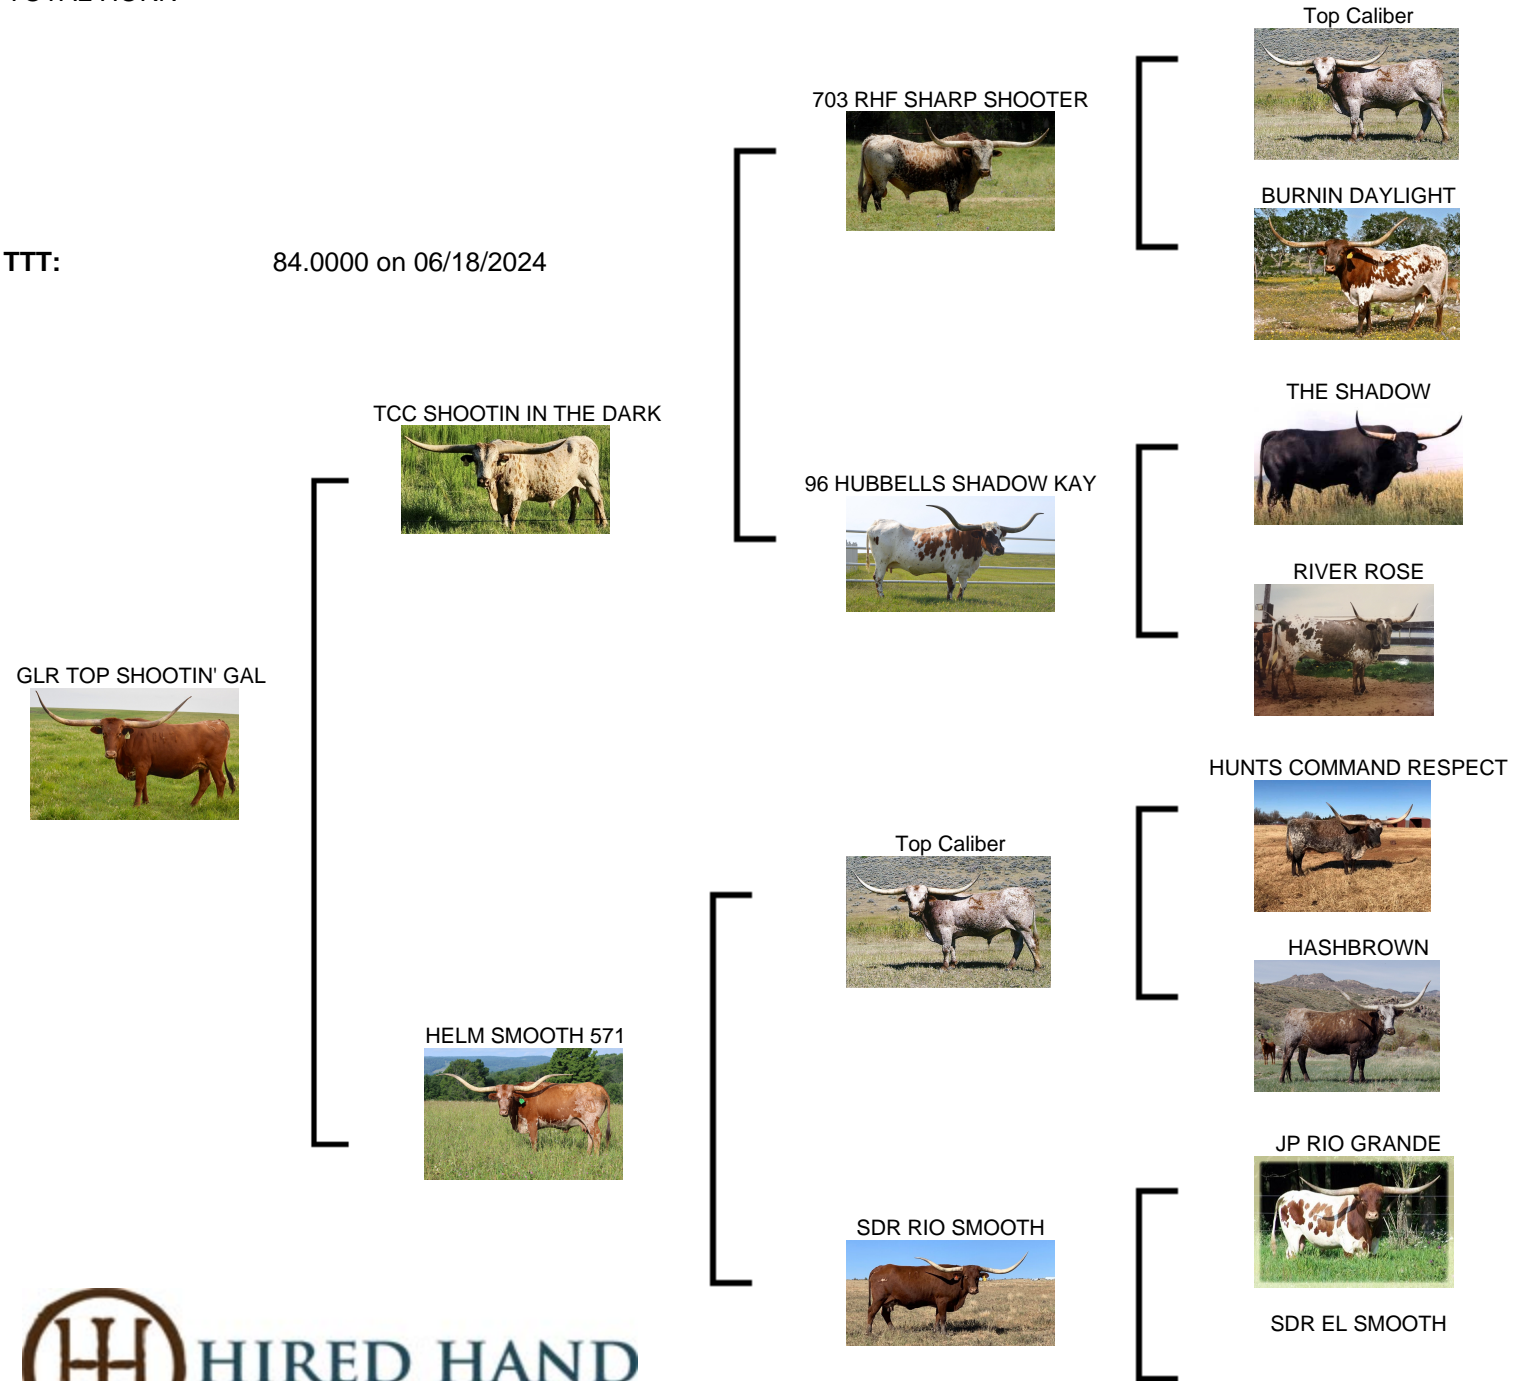 Top Caliber
703 RHF SHARP SHOOTER
BURNIN DAYLIGHT
TTT: 84.0000 on 06/18/2024
THE SHADOW
TCC SHOOTIN IN THE DARK
96 HUBBELLS SHADOW KAY
RIVER ROSE
GLR TOP SHOOTIN' GAL
HUNTS COMMAND RESPECT
Top Caliber
HASHBROWN
HELM SMOOTH 571
JP RIO GRANDE
SDR RIO SMOOTH
SDR EL SMOOTH
HIRED HAND